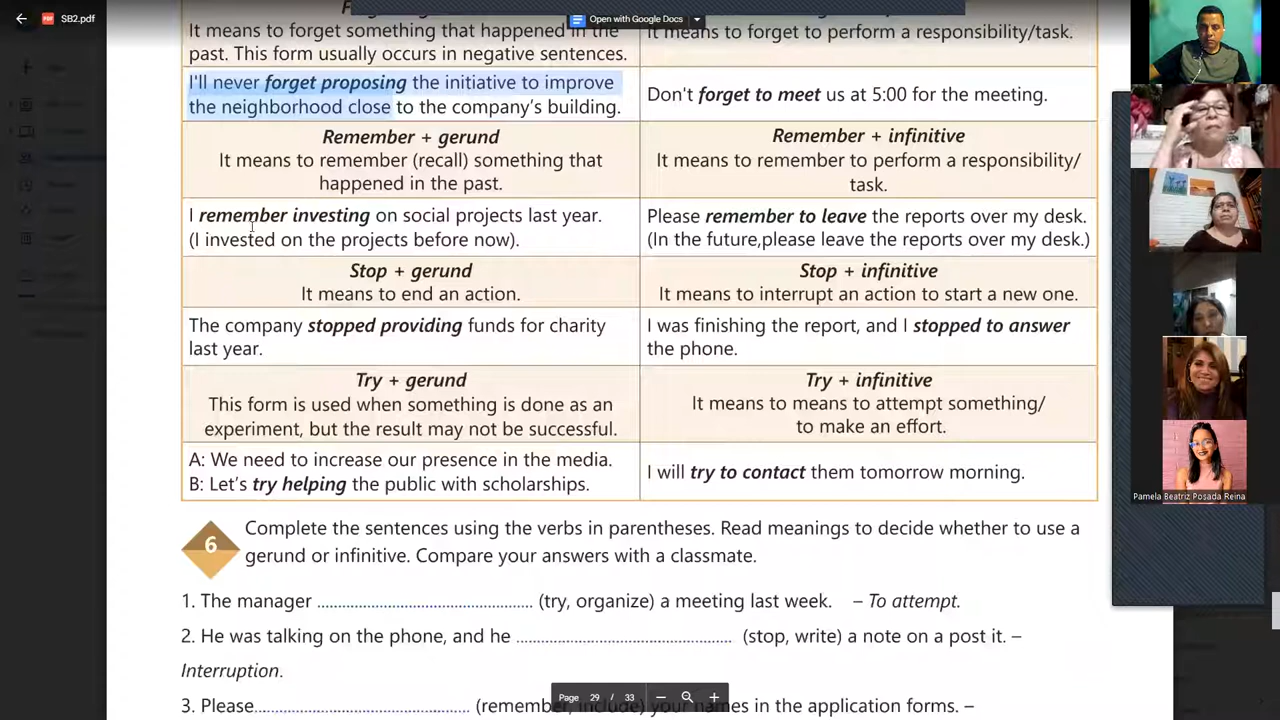 SB2.pdf
Open with Google Docs
It means to forget something that happened in the
past. This form usually occurs in negative sentences.
It means to forget to perform a responsibility/task.
I'll never forget proposing the initiative to improve
the neighborhood close to the company's building.
Don't forget to meet us at 5:00 for the meeting.
Remember + gerund
It means to remember (recall) something that
happened in the past.
Remember + infinitive
It means to remember to perform a responsibility/
task.
I remember investing on social projects last year.
(I invested on the projects before now).
Please remember to leave the reports over my desk.
(In the future,please leave the reports over my desk.)
Stop + gerund
It means to end an action.
Stop + infinitive
It means to interrupt an action to start a new one.
The company stopped providing funds for charity
last year.
I was finishing the report, and I stopped to answer
the phone.
Try + gerund
This form is used when something is done as an
experiment, but the result may not be successful.
Try + infinitive
It means to means to attempt something/
to make an effort.
A: We need to increase our presence in the media.
B: Let's try helping the public with scholarships.
I will try to contact them tomorrow morning.
6
Complete the sentences using the verbs in parentheses. Read meanings to decide whether to use a
gerund or infinitive. Compare your answers with a classmate.
1. The manager ........................................... (try, organize) a meeting last week. – To attempt.
2. He was talking on the phone, and he ........................................... (stop, write) a note on a post it. –
Interruption.
3. Please........................................... (remember, include) your names in the application forms. –
Page 29 / 33
Pamela Beatriz Posada Reina